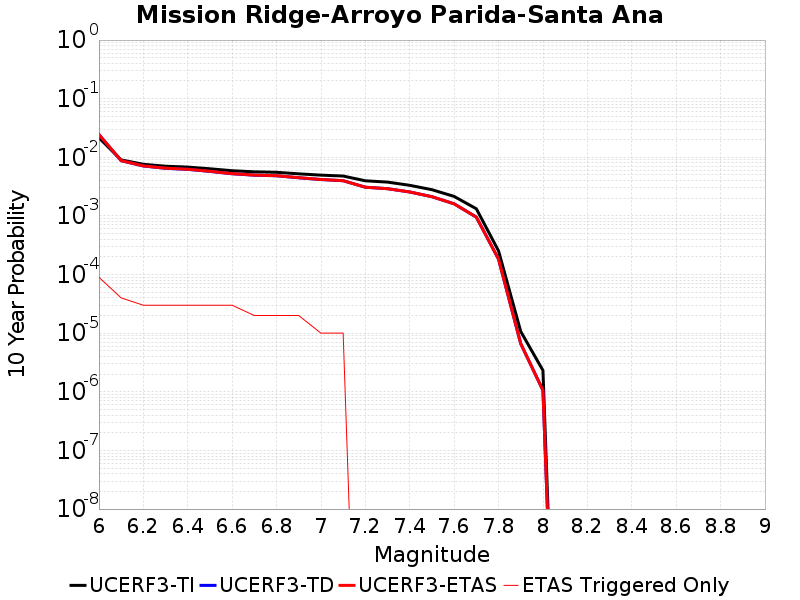 Mission Ridge-Arroyo Parida-Santa Ana
10^0
10^-1
10^-2
10^-3
10^-4
10^-5
10^-6
10^-7
10^-8
10 Year Probability
6 6.2 6.4 6.6 6.8 7 7.2 7.4 7.6 7.8 8 8.2 8.4 8.6 8.8 9
Magnitude
UCERF3-TI UCERF3-TD UCERF3-ETAS ETAS Triggered Only